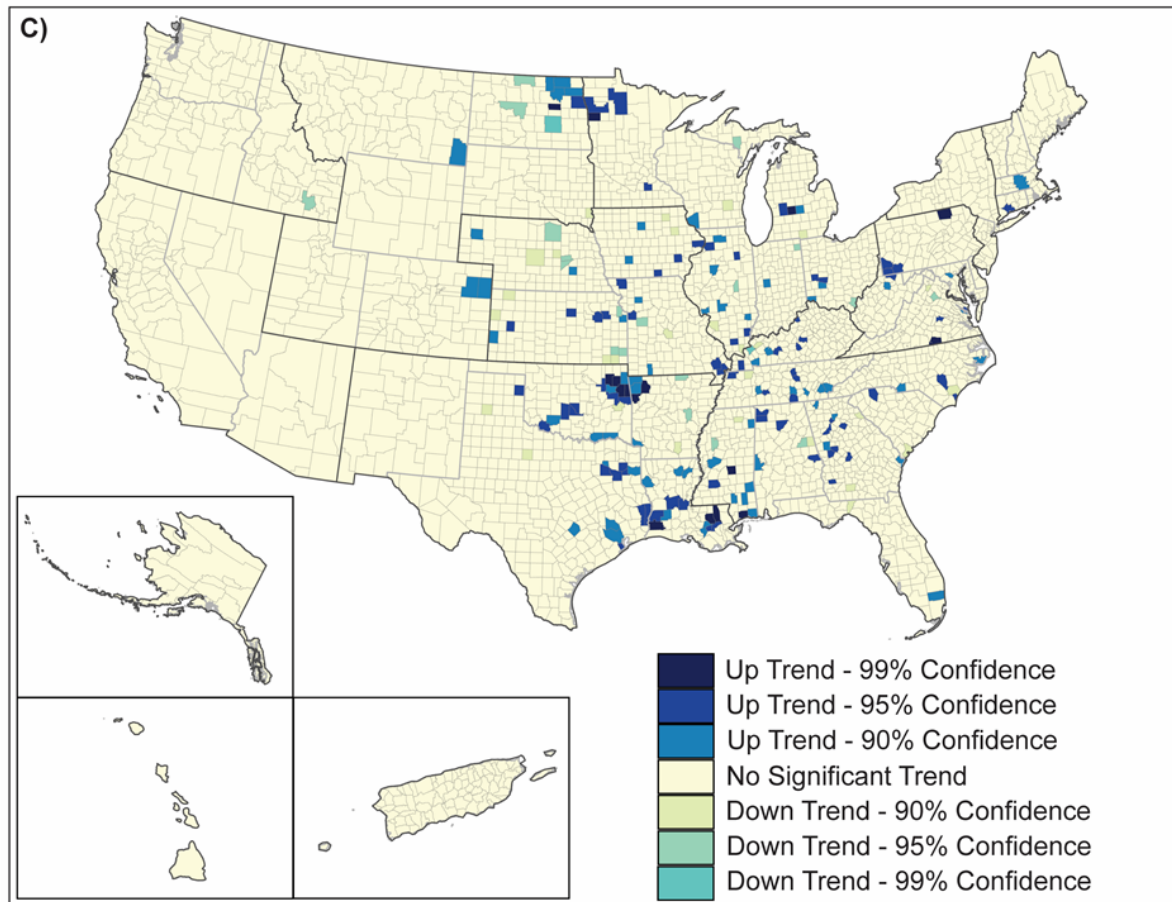 C)
Up Trend - 99% Confidence
Up Trend - 95% Confidence
Up Trend - 90% Confidence
No Significant Trend
Down Trend - 90% Confidence
Down Trend - 95% Confidence
Down Trend - 99% Confidence